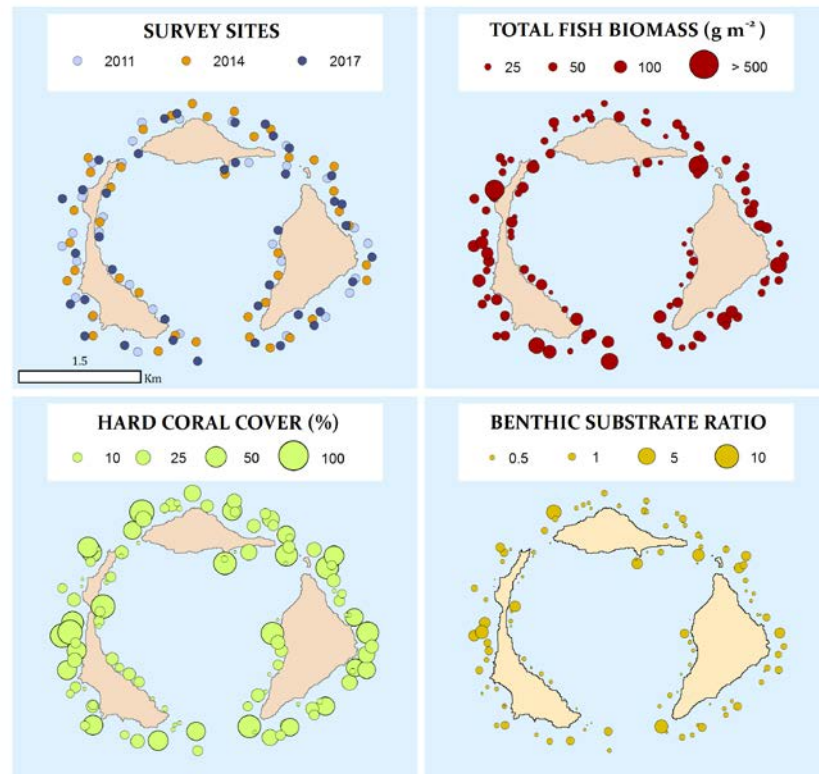 SURVEY SITES
2011 2014 2017
1.5
Km
TOTAL FISH BIOMASS (g m⁻²)
25 50 100 > 500
HARD CORAL COVER (%)
10 25 50 100
BENTHIC SUBSTRATE RATIO
0.5 1 5 10